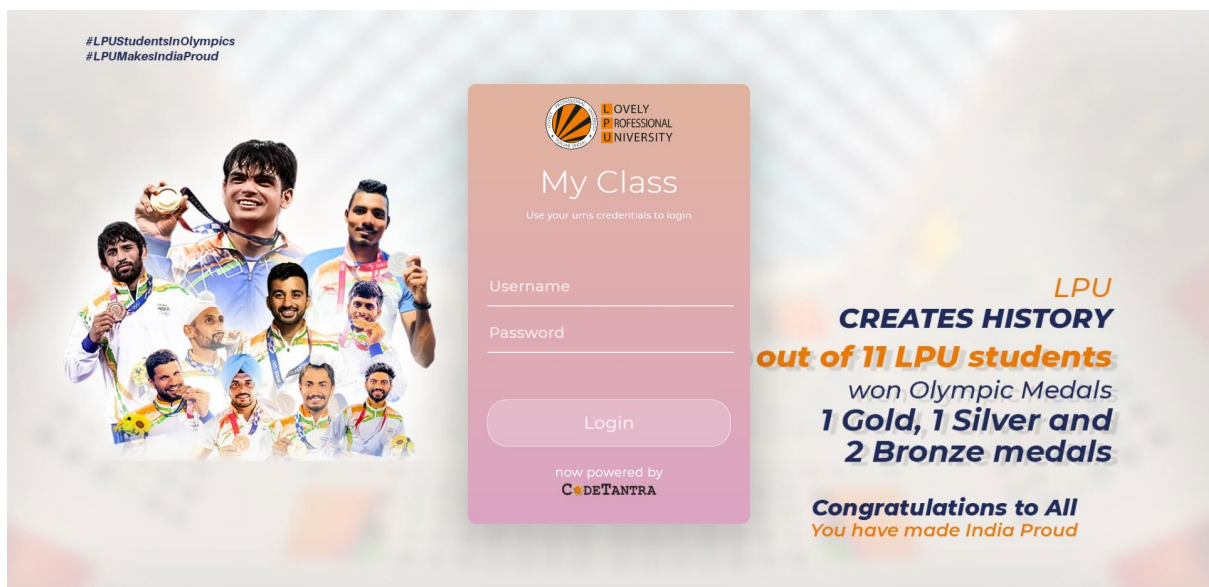 #LPUStudentsInOlympics
#LPUMakesIndiaProud
LOVELY
PROFESSIONAL
UNIVERSITY
My Class
Use your ums credentials to login
Username
Password
Login
now powered by
CODETANTRA
LPU
CREATES HISTORY
out of 11 LPU students
won Olympic Medals
1 Gold, 1 Silver and
2 Bronze medals
Congratulations to All
You have made India Proud